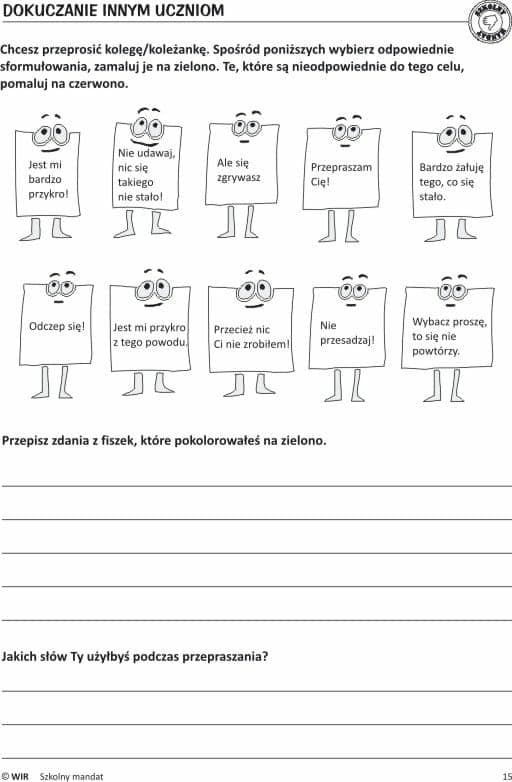 DOKUCZANIE INNYM UCZNIOM
SZKOLNY
MANDAT
Chcesz przeprosić kolegę/koleżankę. Spośród poniższych wybierz odpowiednie
sformułowania, zamaluj je na zielono. Te, które są nieodpowiednie do tego celu,
pomaluj na czerwono.
Jest mi
bardzo
przykro!
Nie udawaj,
nic się
takiego
nie stało!
Ale się
zgrywasz
Przepraszam
Cię!
Bardzo żałuję
tego, co się
stało.
Odczep się!
Jest mi przykro
z tego powodu.
Przecież nic
Ci nie zrobiłem!
Nie
przesadzaj!
Wybacz proszę,
to się nie
powtórzy.
Przepisz zdania z fiszek, które pokolorowałeś na zielono.
Jakich słów Ty użyłbyś podczas przepraszania?
© WIR Szkolny mandat
15